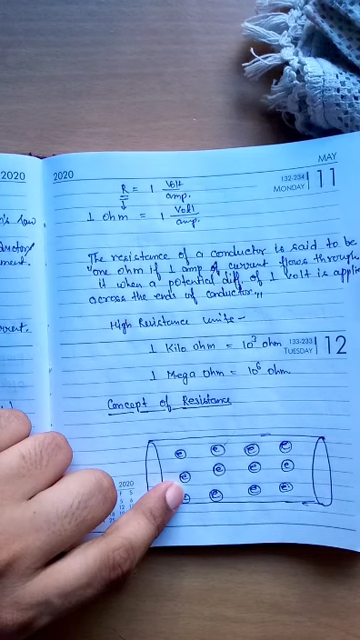 2020
2020
MAY
132-234
MONDAY 11
R = 1 Volt
amp.
1 ohm = 1 Volt
amp.
The resistance of a conductor is said to be
"one ohm if 1 amp of current flows through
it when a potential diff of 1 volt is
across the ends of conductor,,
High Resistance units -
1 Kilo ohm = 10³ ohm
133-233
TUESDAY 12
1 Mega ohm = 10⁶ ohm
Concept of Resistance
e e e e
e e e e
e e e
2020